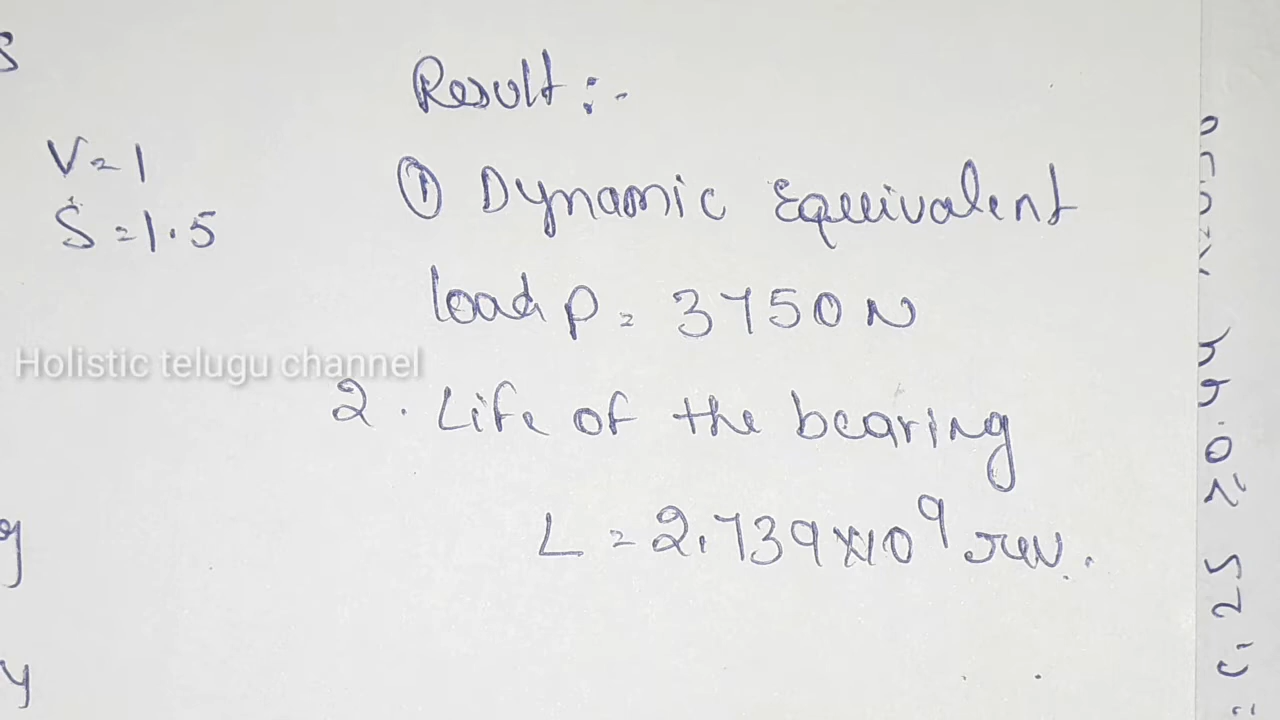 Result :-
V=1
① Dynamic Equivalent
S=1.5
load P = 3750 N
Holistic telugu channel
2. Life of the bearing
L = 2.739×10⁹ rev.